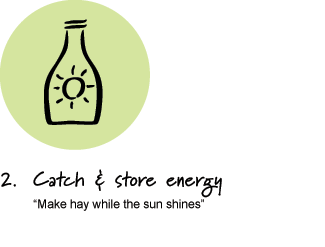 2. Catch & store energy
“Make hay while the sun shines”